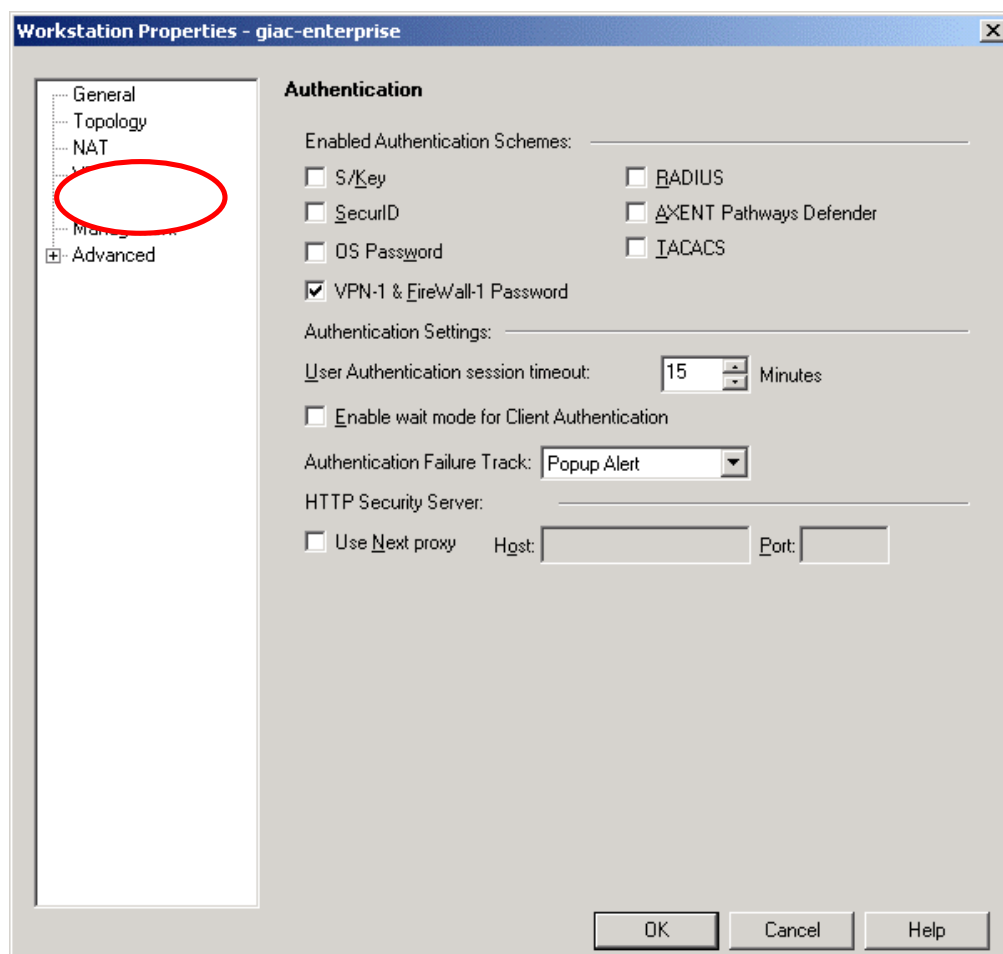 Workstation Properties - giac-enterprise
General
Topology
NAT
Advanced
Authentication
Enabled Authentication Schemes:
S/Key
RADIUS
SecurID
AXENT Pathways Defender
OS Password
TACACS
VPN-1 & FireWall-1 Password
Authentication Settings:
User Authentication session timeout: 15 Minutes
Enable wait mode for Client Authentication
Authentication Failure Track: Popup Alert
HTTP Security Server:
Use Next proxy Host: Port:
OK Cancel Help